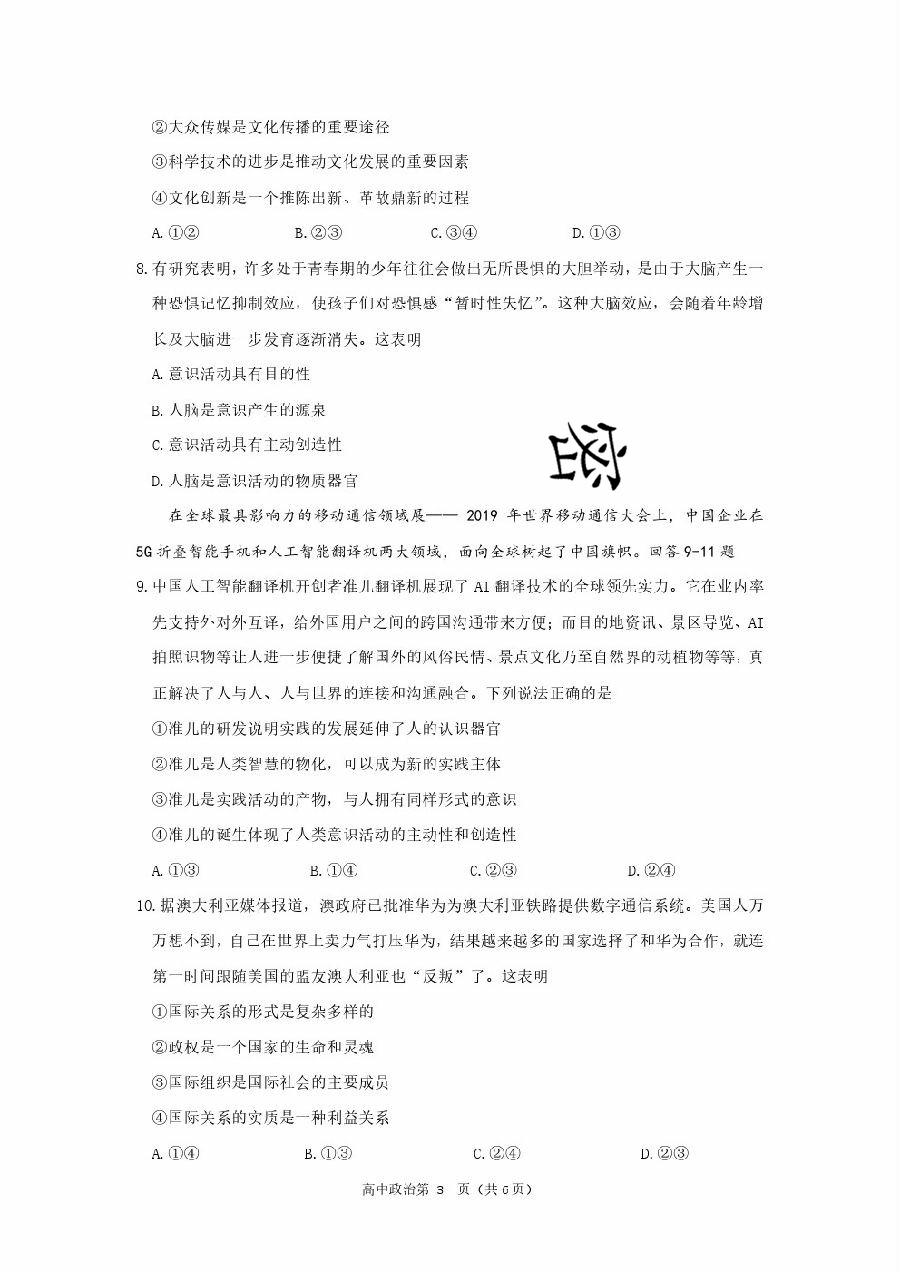 ②大众传媒是文化传播的重要途径
③科学技术的进步是推动文化发展的重要因素
④文化创新是一个推陈出新、革故鼎新的过程
A.①② B.②③ C.③④ D.①③
8.有研究表明,许多处于青春期的少年往往会做出无所畏惧的大胆举动,是由于大脑产生一
种恐惧记忆抑制效应,使孩子们对恐惧感“暂时性失忆”。这种大脑效应,会随着年龄增
长及大脑进 步发育逐渐消失。这表明
A.意识活动具有目的性
B.人脑是意识产生的源泉
C.意识活动具有主动创造性
D.人脑是意识活动的物质器官
密
在全球最具影响力的移动通信领域展——2019 年世界移动通信大会上,中国企业在
5G 折叠智能手机和人工智能翻译机两大领域,面向全球树起了中国旗帜。回答 9-11 题
9.中国人工智能翻译机开创者准儿翻译机展现了 AI 翻译技术的全球领先实力。它在业内率
先支持外对外互译,给外国用户之间的跨国沟通带来方便;而目的地资讯、景区导览、AI
拍照识物等让人进一步便捷了解国外的风俗民情、景点文化乃至自然界的动植物等等,真
正解决了人与人、人与世界的连接和沟通融合。下列说法正确的是
①准儿的研发说明实践的发展延伸了人的认识器官
②准儿是人类智慧的物化,可以成为新的实践主体
③准儿是实践活动的产物,与人拥有同样形式的意识
④准儿的诞生体现了人类意识活动的主动性和创造性
A.①③ B.①④ C.②③ D.②④
10.据澳大利亚媒体报道,澳政府已批准华为为澳大利亚铁路提供数字通信系统。美国人万
万想不到,自己在世界上卖力气打压华为,结果越来越多的国家选择了和华为合作,就连
第一时间跟随美国的盟友澳大利亚也“反叛”了。这表明
①国际关系的形式是复杂多样的
②政权是一个国家的生命和灵魂
③国际组织是国际社会的主要成员
④国际关系的实质是一种利益关系
A.①④ B.①③ C.②④ D.②③
高中政治第 3 页（共 6 页）